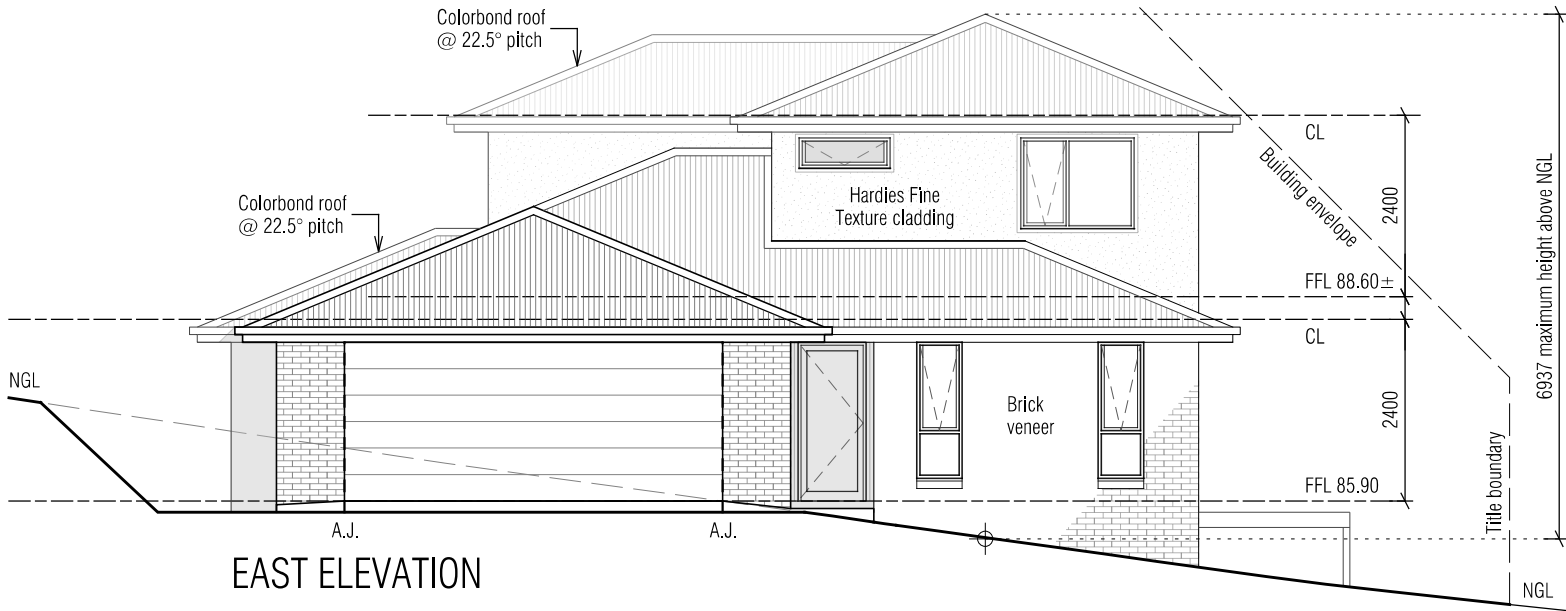 Colorbond roof
@ 22.5° pitch
CL
Building envelope
2400
6937 maximum height above NGL
Hardies Fine
Texture cladding
Colorbond roof
@ 22.5° pitch
FFL 88.60±
CL
NGL
Brick
veneer
2400
FFL 85.90
Title boundary
A.J.
A.J.
EAST ELEVATION
NGL